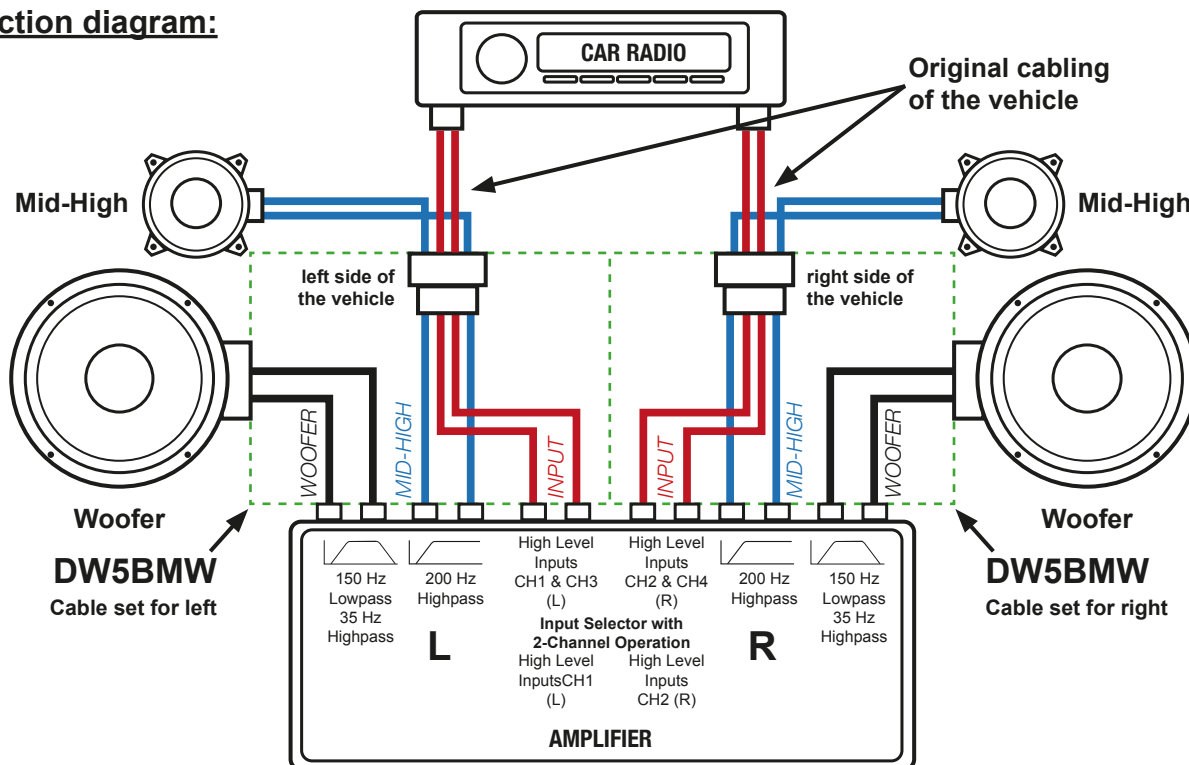 ction diagram:
CAR RADIO
Original cabling
of the vehicle
Mid-High
Mid-High
left side of
the vehicle
right side of
the vehicle
WOOFER
MID-HIGH
INPUT
INPUT
MID-HIGH
WOOFER
Woofer
Woofer
DW5BMW
Cable set for left
DW5BMW
Cable set for right
150 Hz
Lowpass
35 Hz
Highpass
200 Hz
Highpass
L
High Level
Inputs
CH1 & CH3
(L)
High Level
Inputs
CH2 & CH4
(R)
Input Selector with
2-Channel Operation
High Level
InputsCH1
(L)
High Level
Inputs
CH2 (R)
200 Hz
Highpass
R
150 Hz
Lowpass
35 Hz
Highpass
AMPLIFIER